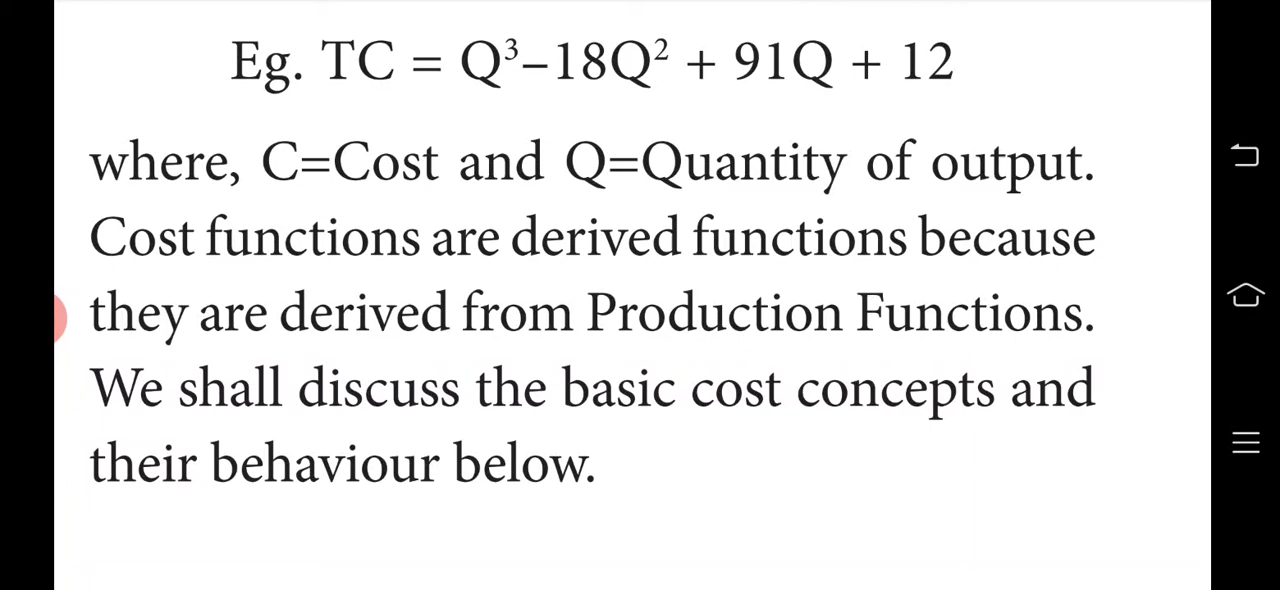 Eg. TC = Q³–18Q² + 91Q + 12
where, C=Cost and Q=Quantity of output.
Cost functions are derived functions because
they are derived from Production Functions.
We shall discuss the basic cost concepts and
their behaviour below.